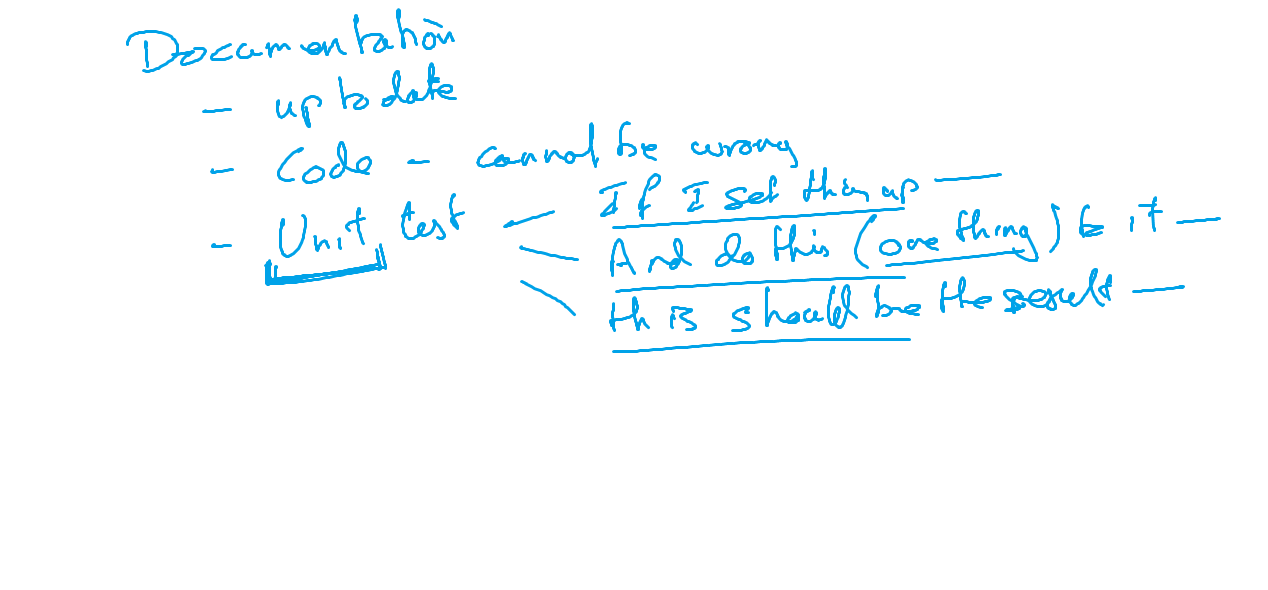 Documentation
- up to date
- Code - cannot be wrong
- Unit test
If I set this up —
And do this (one thing) to it —
this should be the result —